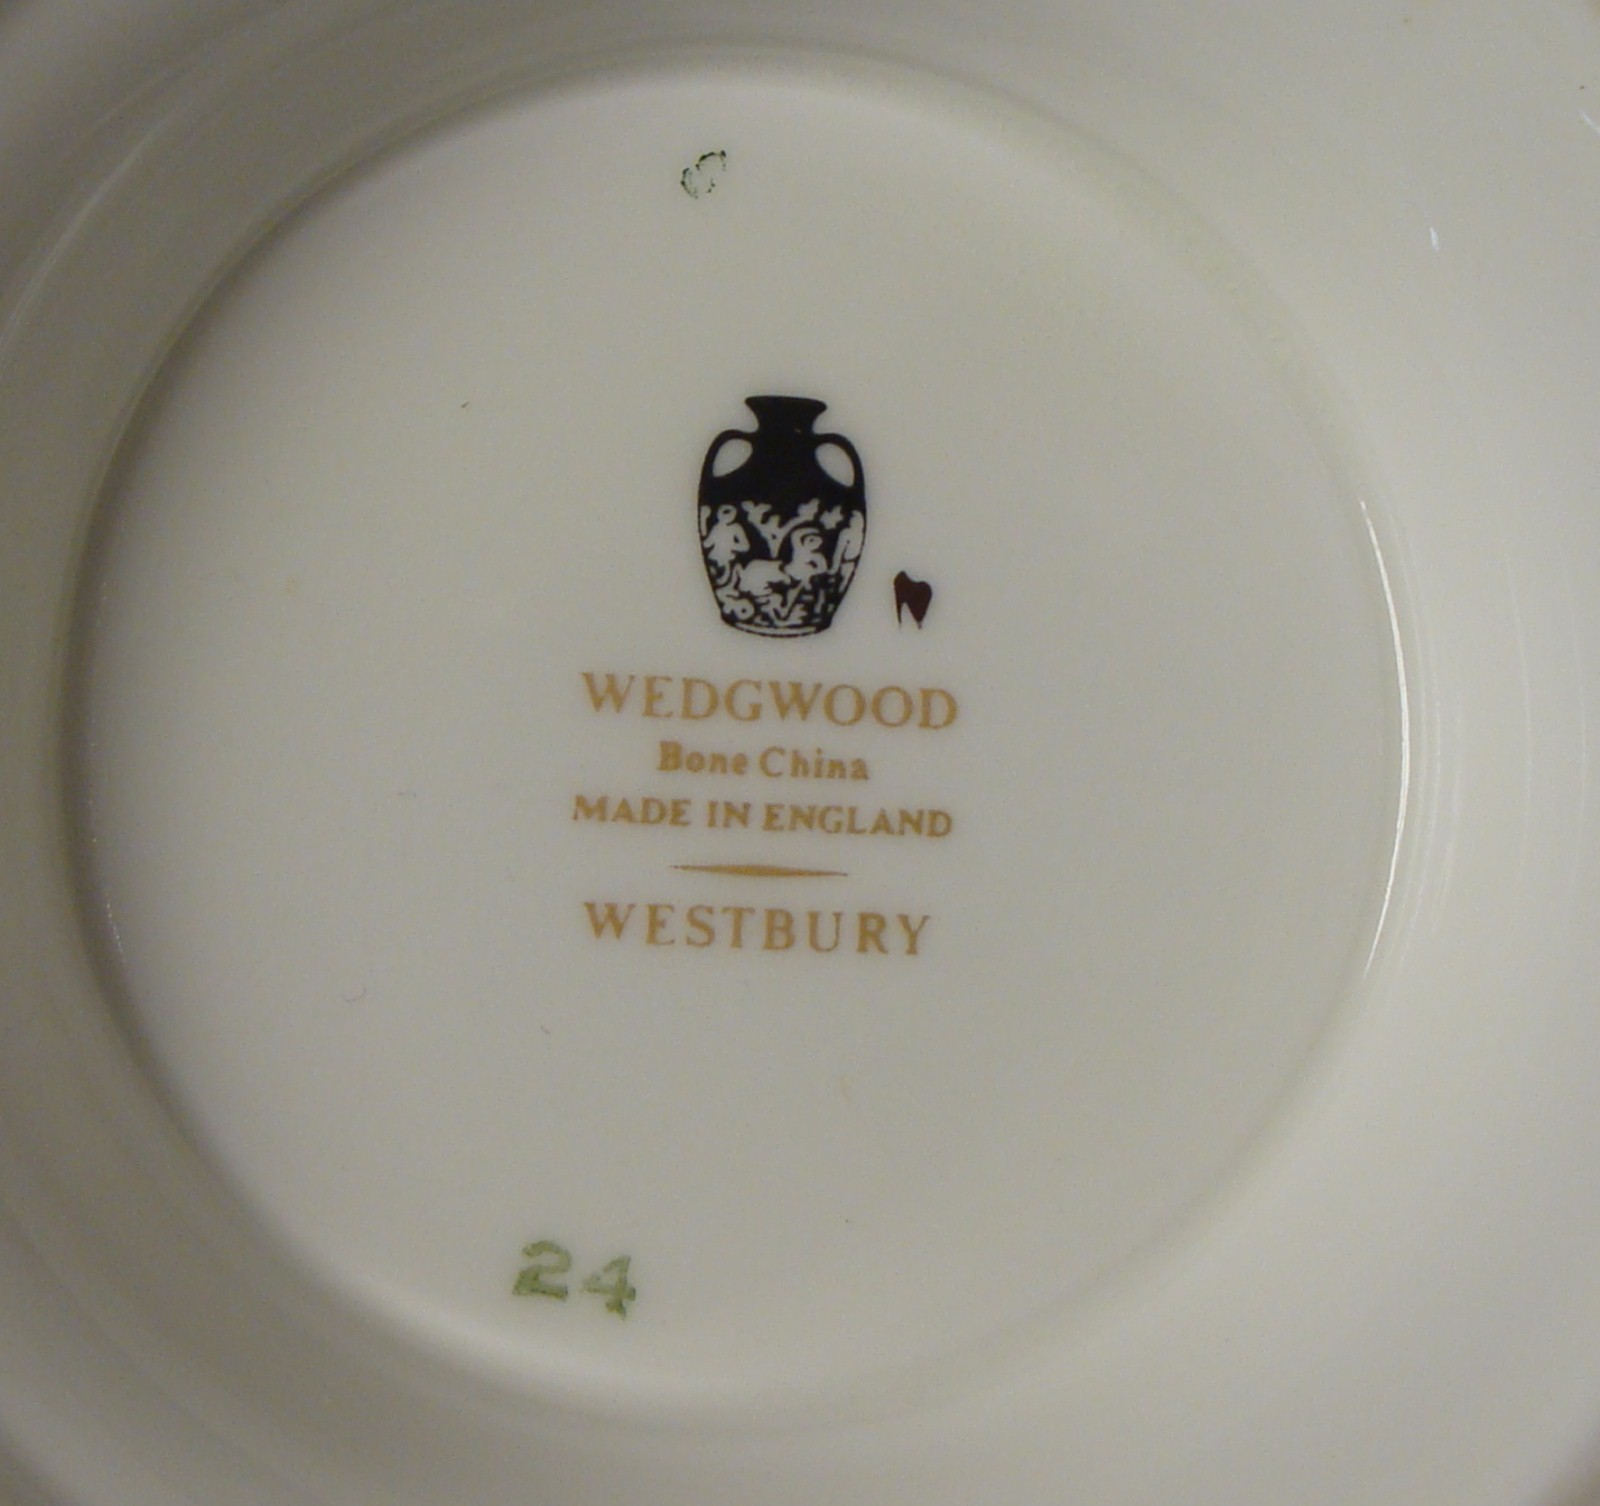 WEDGWOOD
Bone China
MADE IN ENGLAND
WESTBURY
24